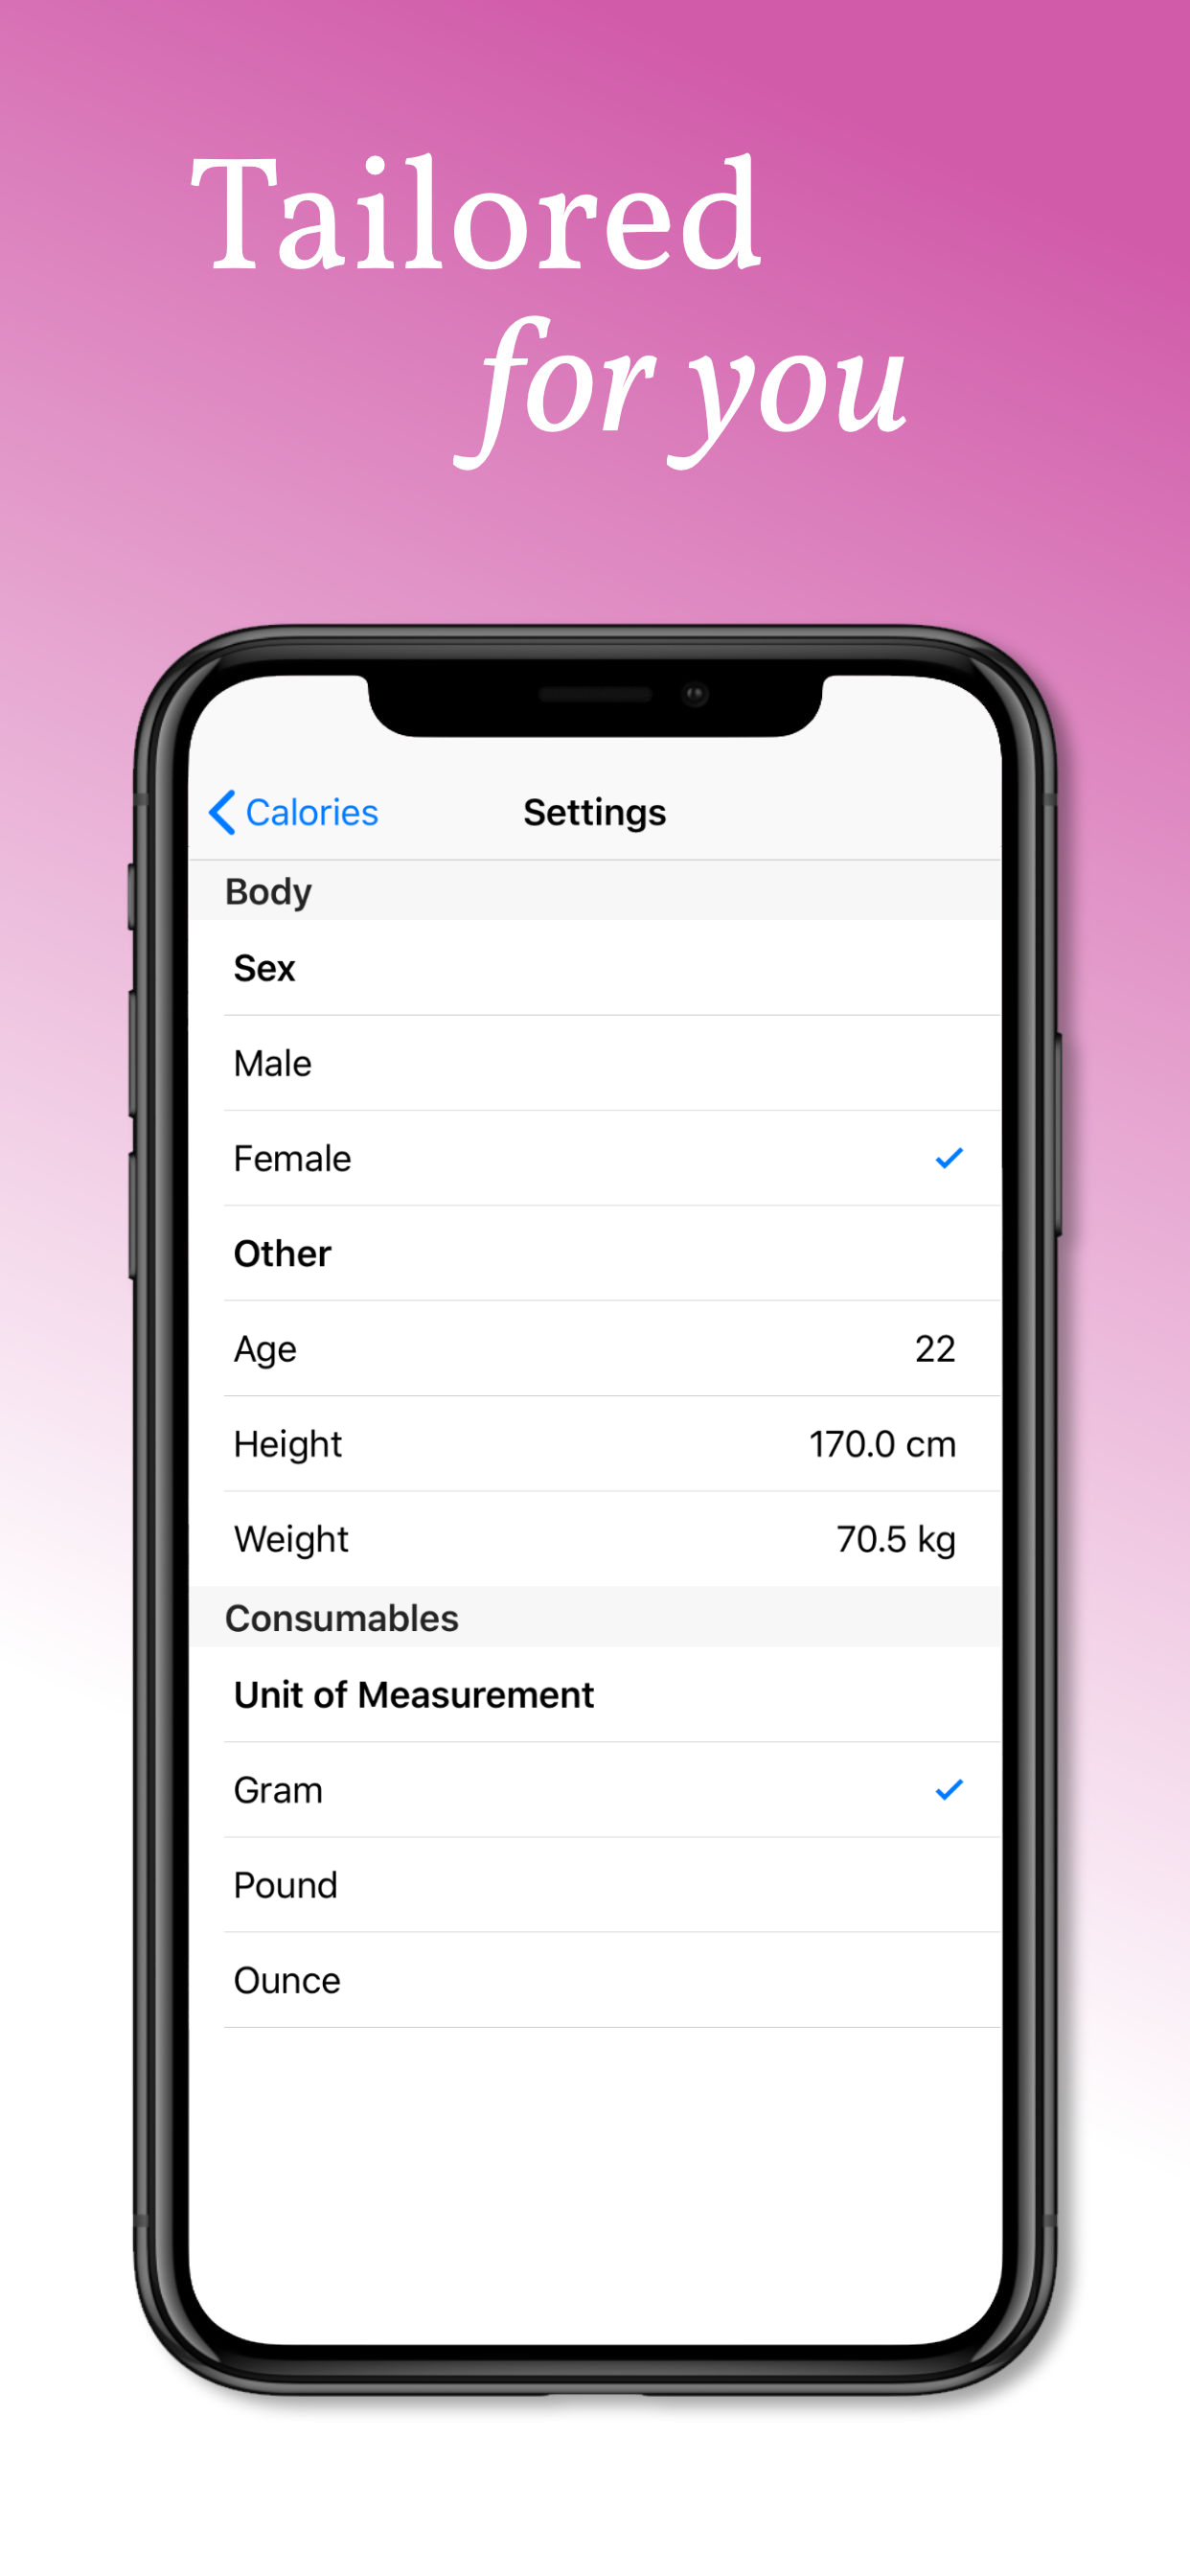 Tailored
for you
Calories Settings
Body
Sex
Male
Female
Other
Age 22
Height 170.0 cm
Weight 70.5 kg
Consumables
Unit of Measurement
Gram
Pound
Ounce